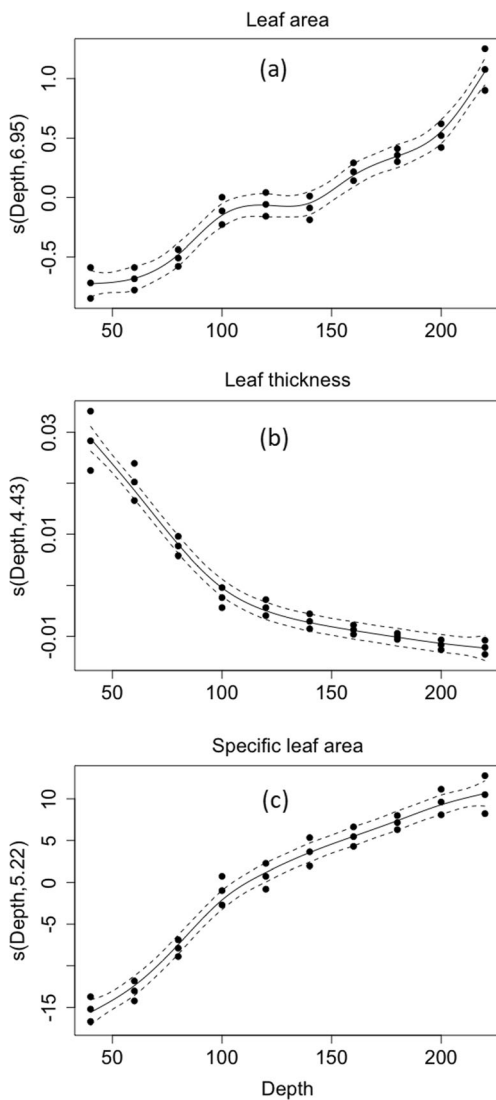 Leaf area
(a)
s(Depth,6.95)
1.0
0.5
0.0
-0.5
50 100 150 200
Leaf thickness
(b)
s(Depth,4.43)
0.03
0.01
-0.01
50 100 150 200
Specific leaf area
(c)
s(Depth,5.22)
10
5
0
-5
-15
50 100 150 200
Depth